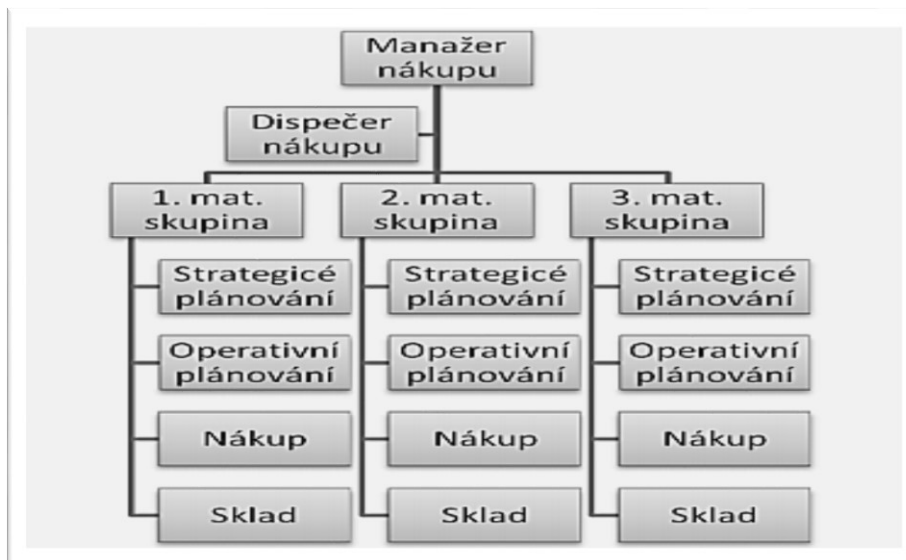 Manažer
nákupu
Dispečer
nákupu
1. mat.
skupina
2. mat.
skupina
3. mat.
skupina
Strategicé
plánování
Strategicé
plánování
Strategicé
plánování
Operativní
plánování
Operativní
plánování
Operativní
plánování
Nákup
Nákup
Nákup
Sklad
Sklad
Sklad